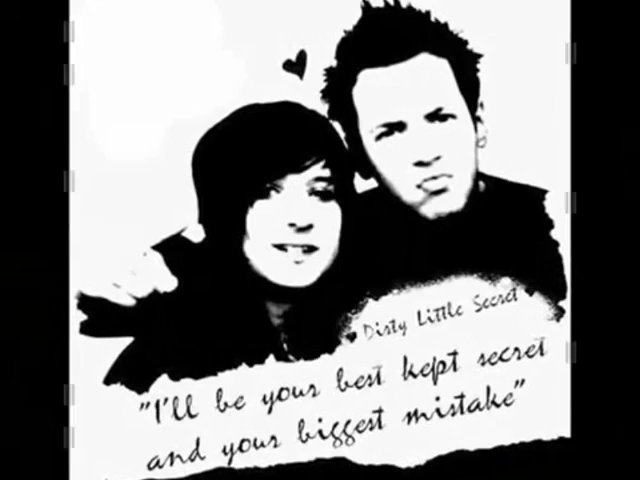 Dirty Little Secret
"I'll be your best kept secret
and your biggest mistake"